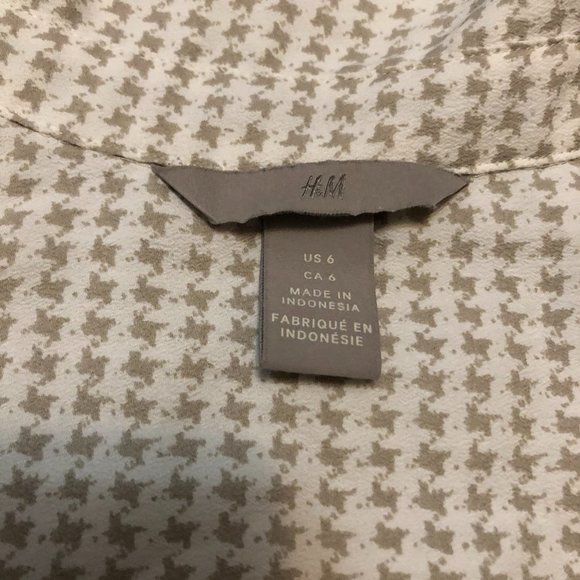 H&M
US 6
CA 6
MADE IN
INDONESIA
FABRIQUÉ EN
INDONÉSIE